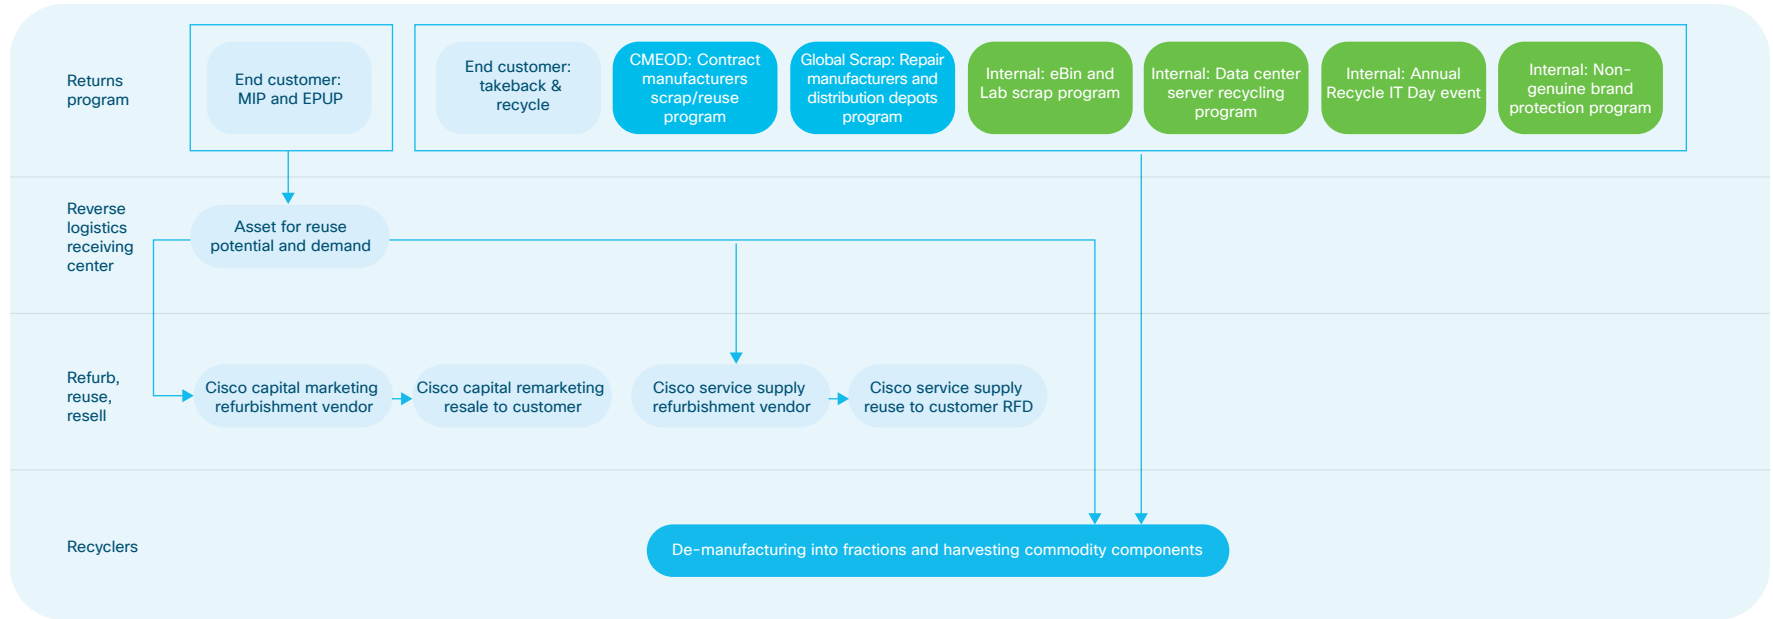 Returns
program
End customer:
MIP and EPUP
End customer:
takeback &
recycle
CMEOD: Contract
manufacturers
scrap/reuse
program
Global Scrap: Repair
manufacturers and
distribution depots
program
Internal: eBin and
Lab scrap program
Internal: Data center
server recycling
program
Internal: Annual
Recycle IT Day event
Internal: Non-
genuine brand
protection program
Reverse
logistics
receiving
center
Asset for reuse
potential and demand
Refurb,
reuse,
resell
Cisco capital marketing
refurbishment vendor
Cisco capital remarketing
resale to customer
Cisco service supply
refurbishment vendor
Cisco service supply
reuse to customer RFD
Recyclers
De-manufacturing into fractions and harvesting commodity components